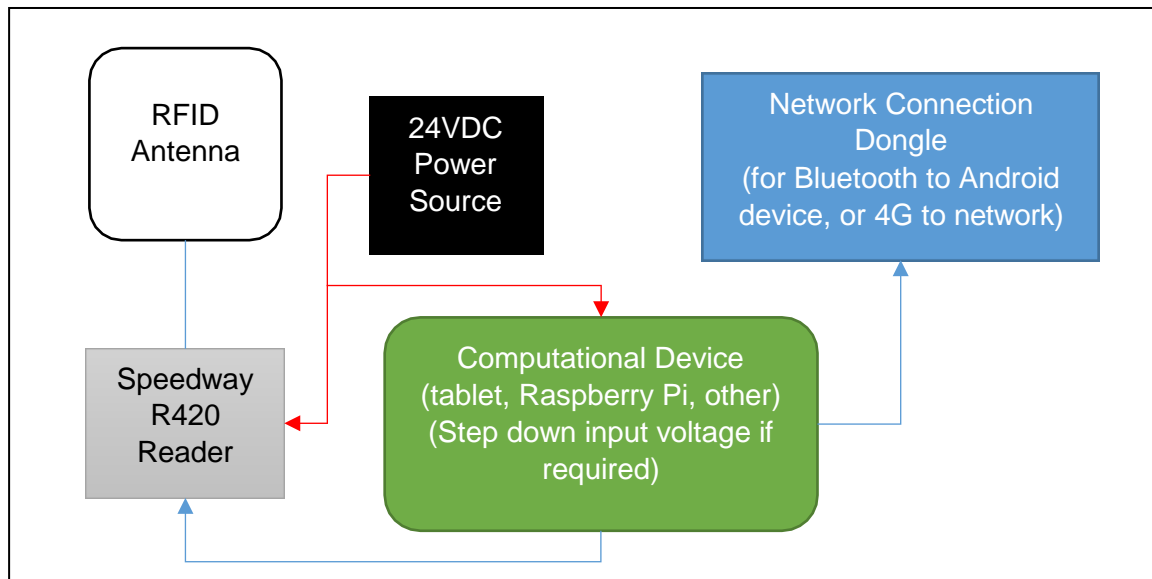 RFID
Antenna
24VDC
Power
Source
Network Connection
Dongle
(for Bluetooth to Android
device, or 4G to network)
Speedway
R420
Reader
Computational Device
(tablet, Raspberry Pi, other)
(Step down input voltage if
required)